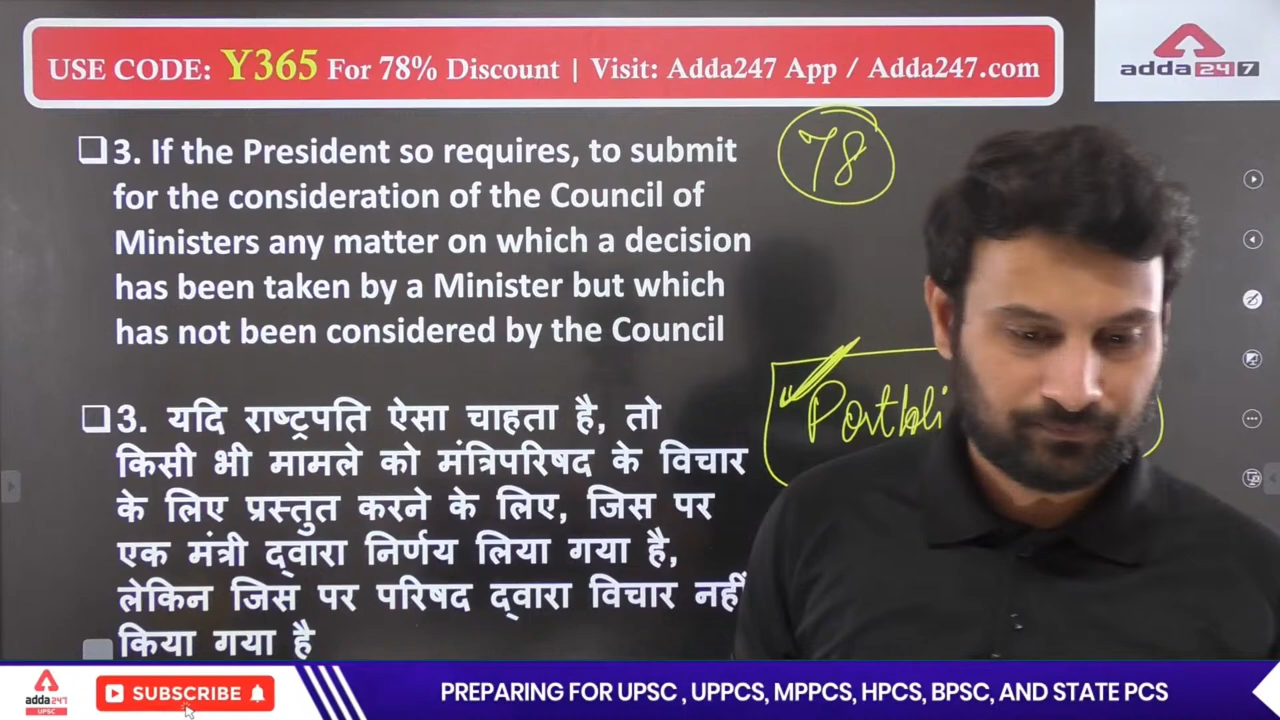 USE CODE: Y365 For 78% Discount | Visit: Adda247 App / Adda247.com
adda 247
3. If the President so requires, to submit
for the consideration of the Council of
Ministers any matter on which a decision
has been taken by a Minister but which
has not been considered by the Council
78
3. यदि राष्ट्रपति ऐसा चाहता है, तो
किसी भी मामले को मंत्रिपरिषद के विचार
के लिए प्रस्तुत करने के लिए, जिस पर
एक मंत्री द्वारा निर्णय लिया गया है,
लेकिन जिस पर परिषद द्वारा विचार नहीं
किया गया है
adda247
UPSC
SUBSCRIBE
PREPARING FOR UPSC , UPPCS, MPPCS, HPCS, BPSC, AND STATE PCS